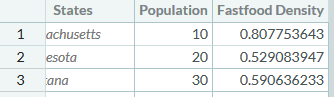 States Population Fastfood Density
1 achusetts 10 0.807753643
2 esota 20 0.529083947
3 ana 30 0.590636233